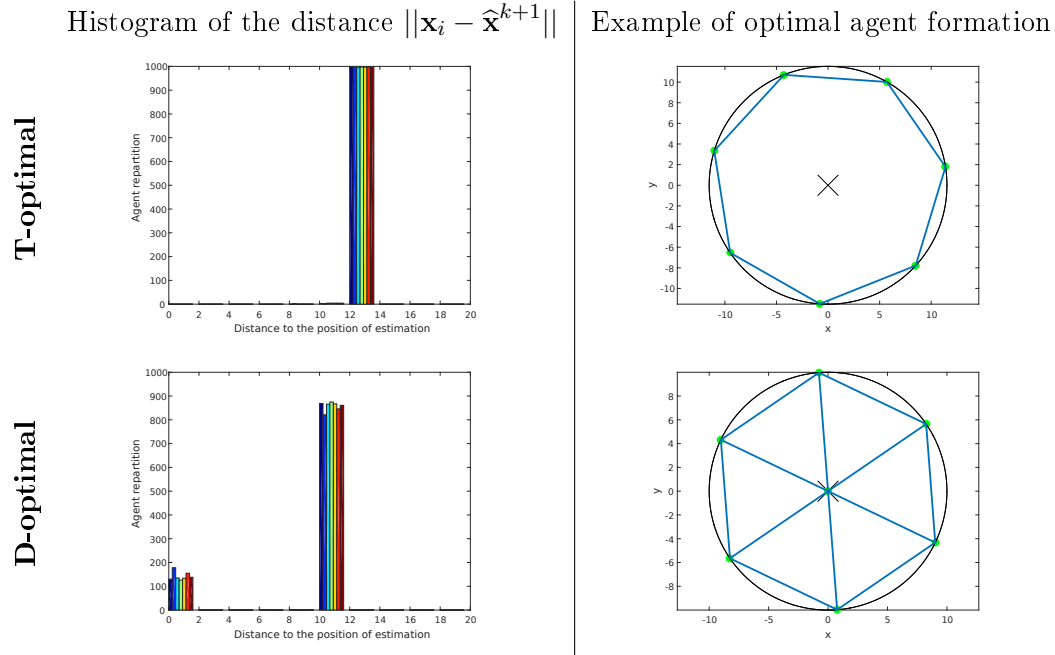 Histogram of the distance ||x_i − x̂^{k+1}||
Example of optimal agent formation
T-optimal
Agent repartition
1000
900
800
700
600
500
400
300
200
100
0
0 2 4 6 8 10 12 14 16 18 20
Distance to the position of estimation
y
10
8
6
4
2
0
-2
-4
-6
-8
-10
-10 -5 0 5 10
x
D-optimal
Agent repartition
1000
900
800
700
600
500
400
300
200
100
0
0 2 4 6 8 10 12 14 16 18 20
Distance to the position of estimation
y
8
6
4
2
0
-2
-4
-6
-8
-10 -5 0 5 10
x